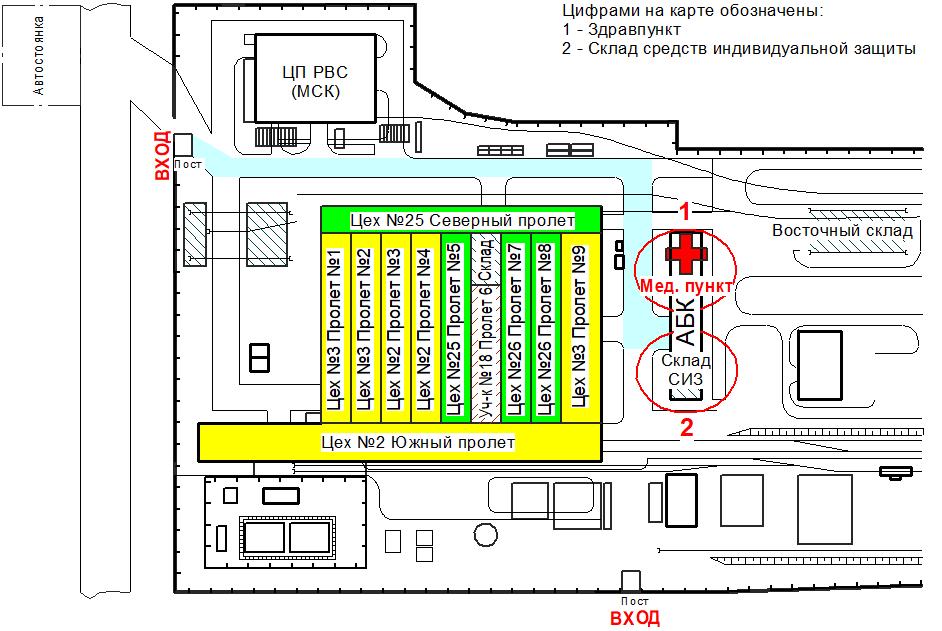 Цифрами на карте обозначены:
1 - Здравпункт
2 - Склад средств индивидуальной защиты
Автостоянка
ЦП РВС
(МСК)
ВХОД
Пост
Цех №25 Северный пролет
1
Восточный склад
Цех №3 Пролет №1
Цех №3 Пролет №2
Цех №2 Пролет №3
Цех №2 Пролет №4
Цех №25 Пролет №5
Уч-к №18 Пролет 6 Склад
Цех №26 Пролет №7
Цех №26 Пролет №8
Цех №3 Пролет №9
Мед. пункт
АБК
Склад
СИЗ
2
Цех №2 Южный пролет
Пост
ВХОД